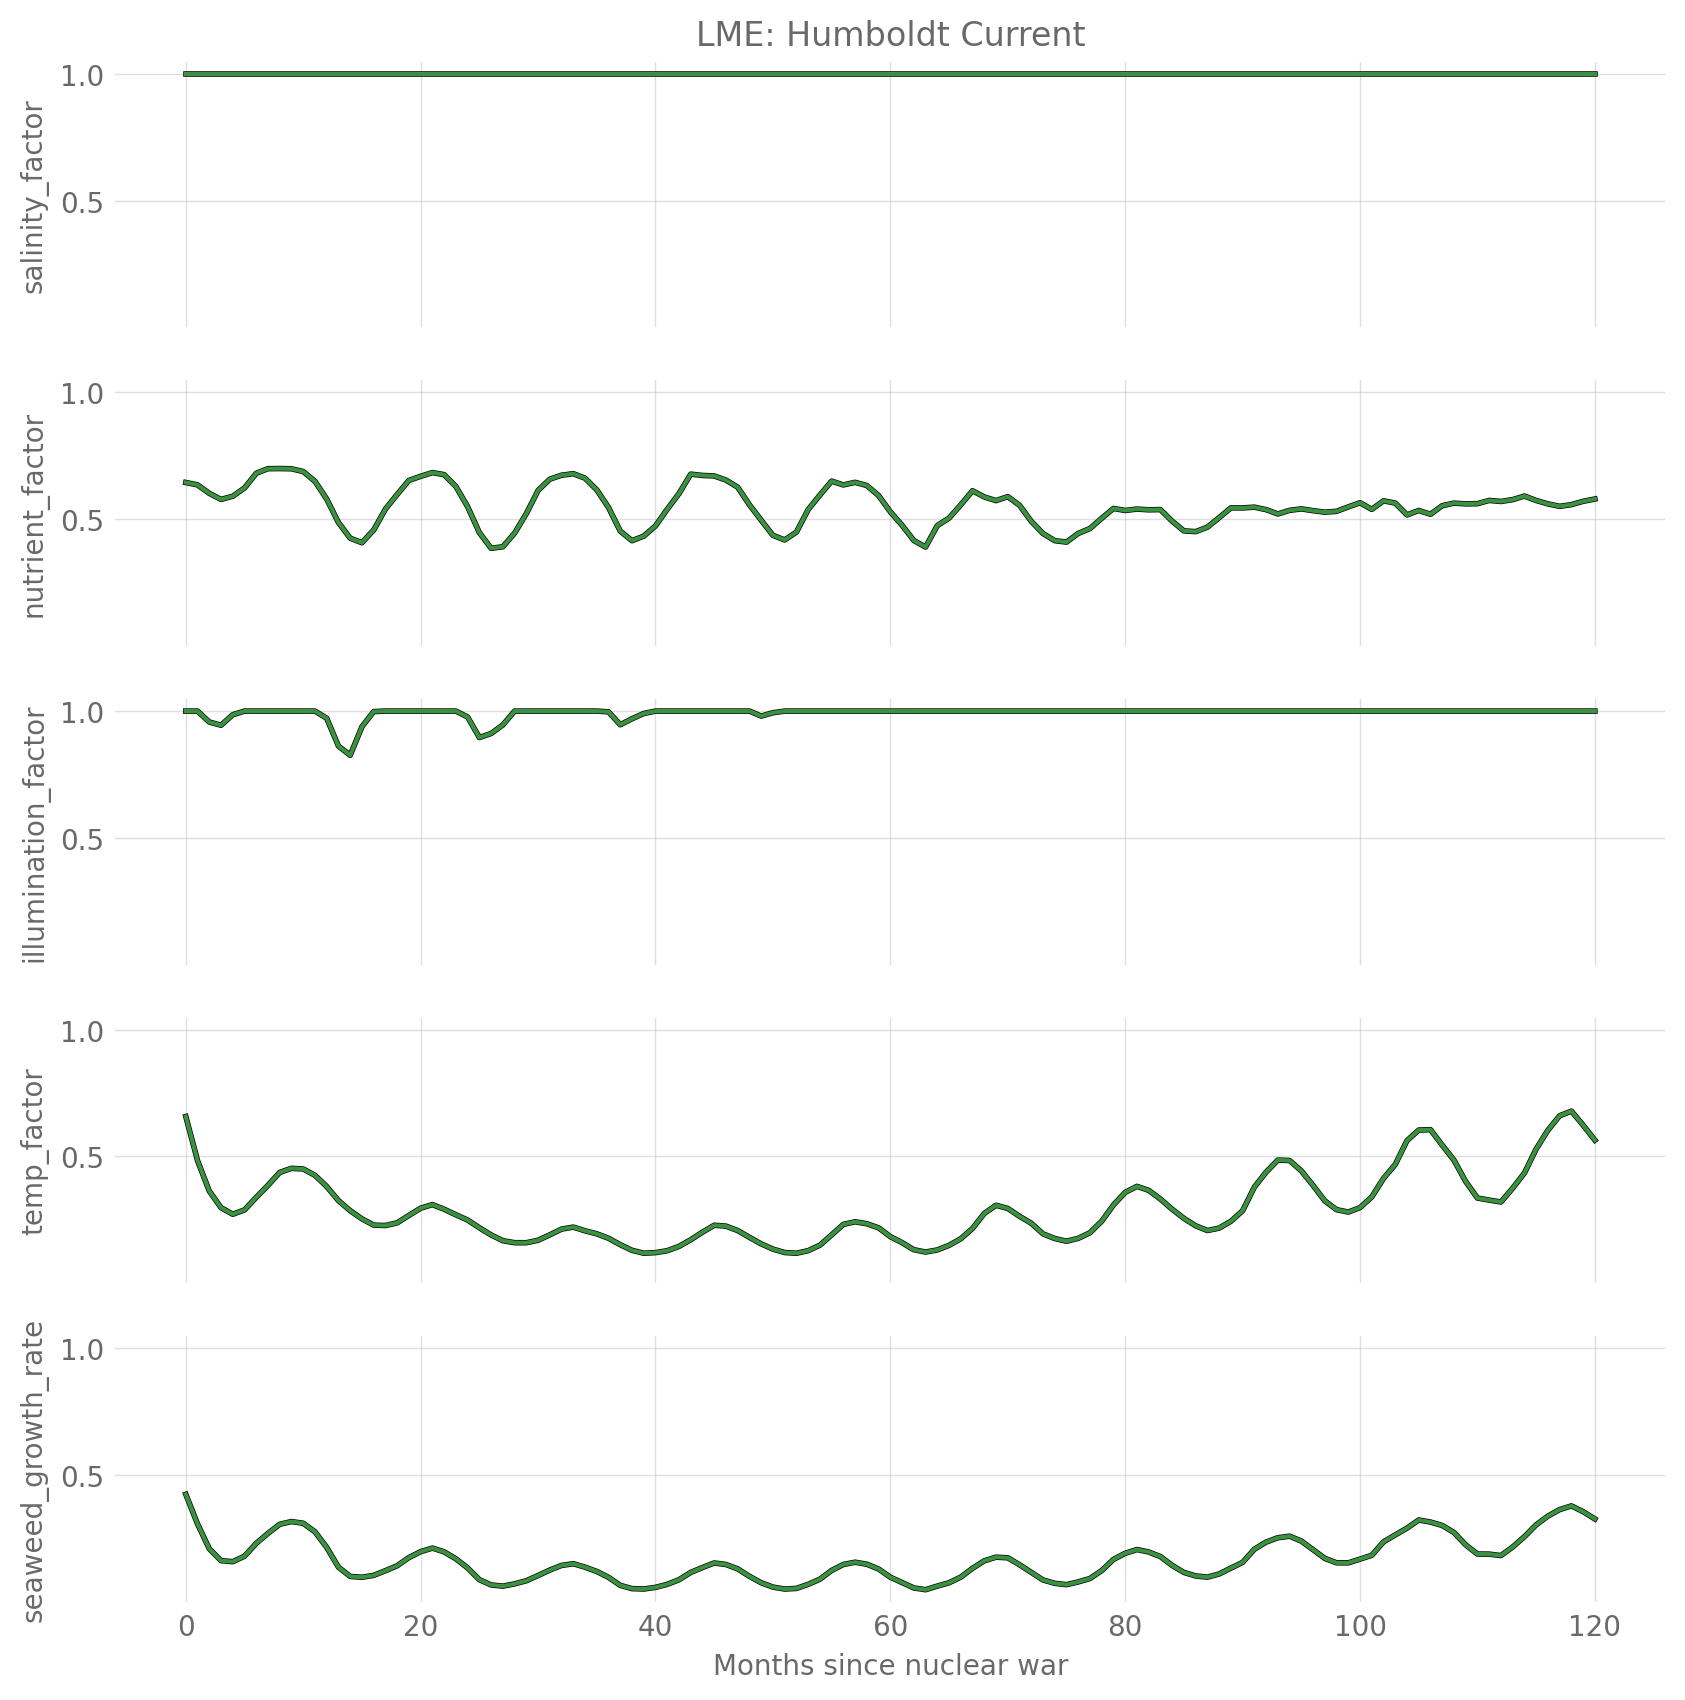 LME: Humboldt Current
1.0
0.5
salinity_factor
1.0
0.5
nutrient_factor
1.0
0.5
illumination_factor
1.0
0.5
temp_factor
1.0
0.5
seaweed_growth_rate
0 20 40 60 80 100 120
Months since nuclear war